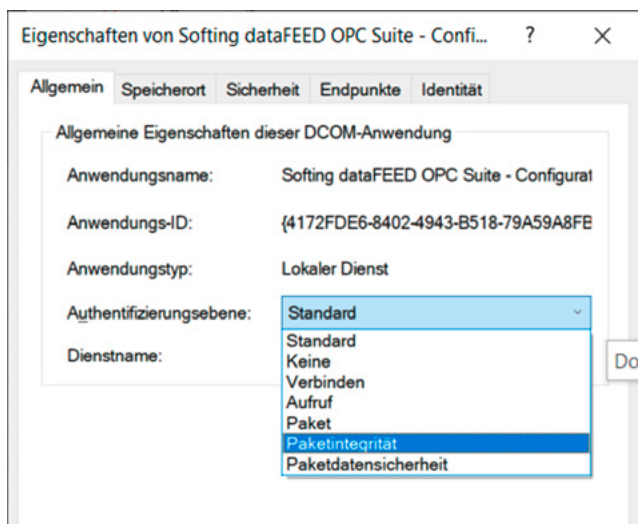 Eigenschaften von Softing dataFEED OPC Suite - Confi... ? ×
Allgemein Speicherort Sicherheit Endpunkte Identität
Allgemeine Eigenschaften dieser DCOM-Anwendung
Anwendungsname: Softing dataFEED OPC Suite - Configurat
Anwendungs-ID: {4172FDE6-8402-4943-B518-79A59A8FB
Anwendungstyp: Lokaler Dienst
Authentifizierungsebene: Standard
Standard
Dienstname:
Keine
Verbinden
Do
Aufruf
Paket
Paketintegrität
Paketdatensicherheit